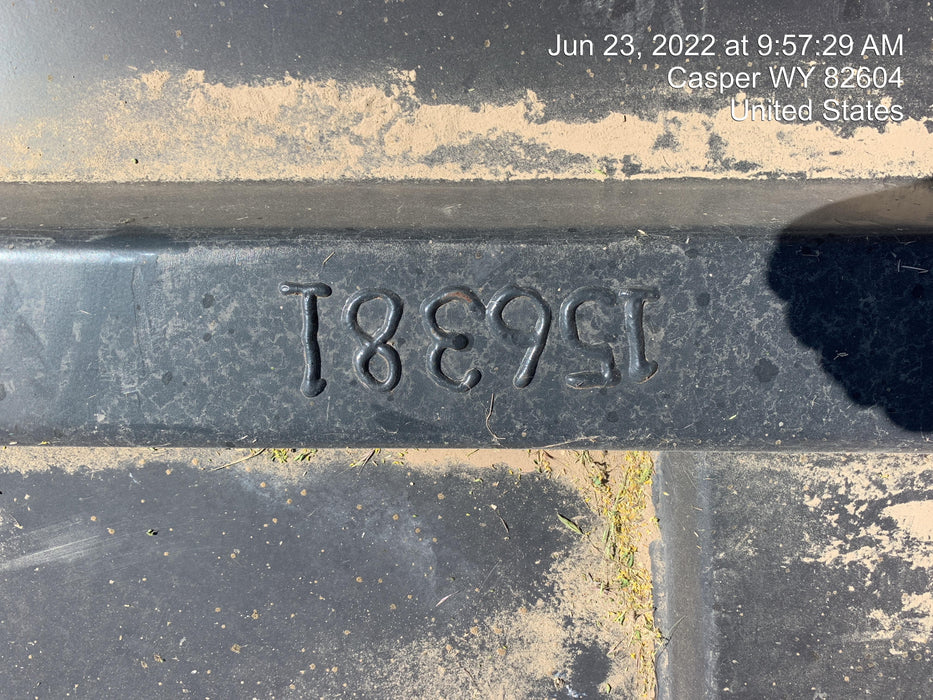 Jun 23, 2022 at 9:57:29 AM
Casper WY 82604
United States
156381